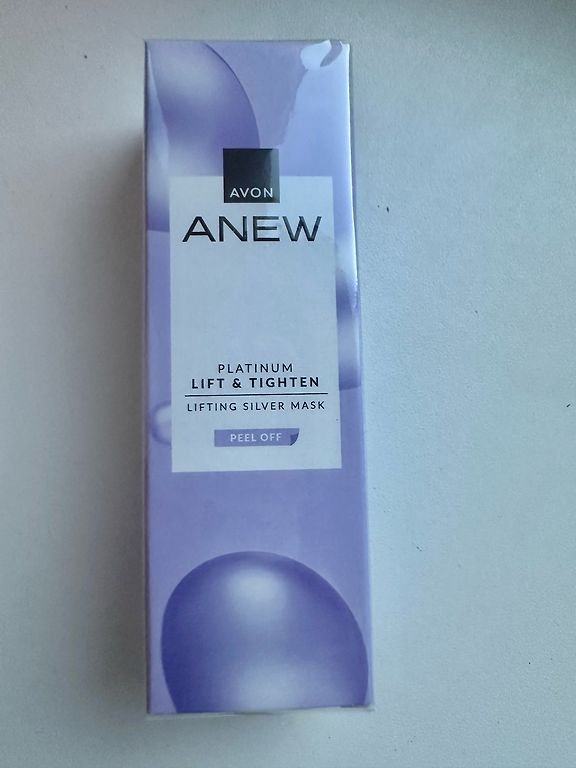 AVON
ANEW
PLATINUM
LIFT & TIGHTEN
LIFTING SILVER MASK
PEEL OFF